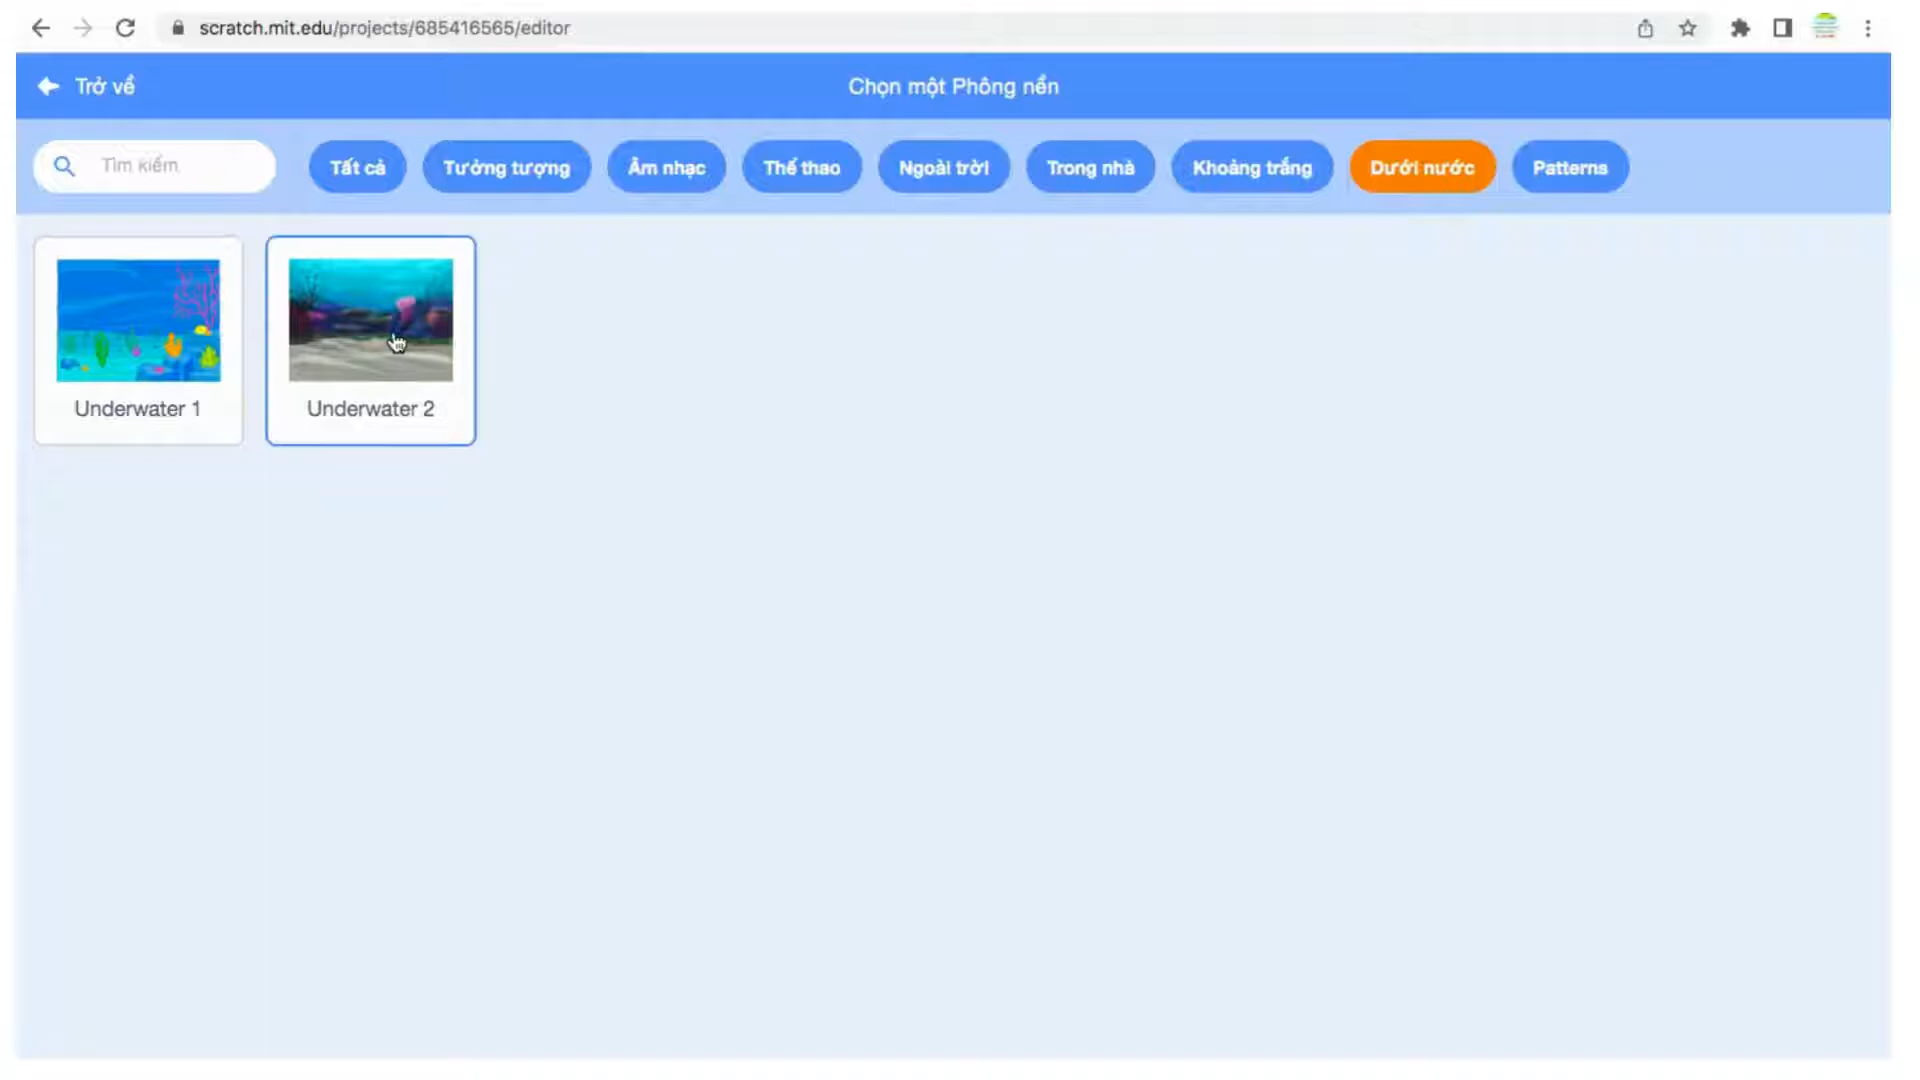 scratch.mit.edu/projects/685416565/editor
Trở về
Chọn một Phông nền
Tìm kiếm
Tất cả
Tưởng tượng
Âm nhạc
Thể thao
Ngoài trời
Trong nhà
Khoảng trắng
Dưới nước
Patterns
Underwater 1
Underwater 2